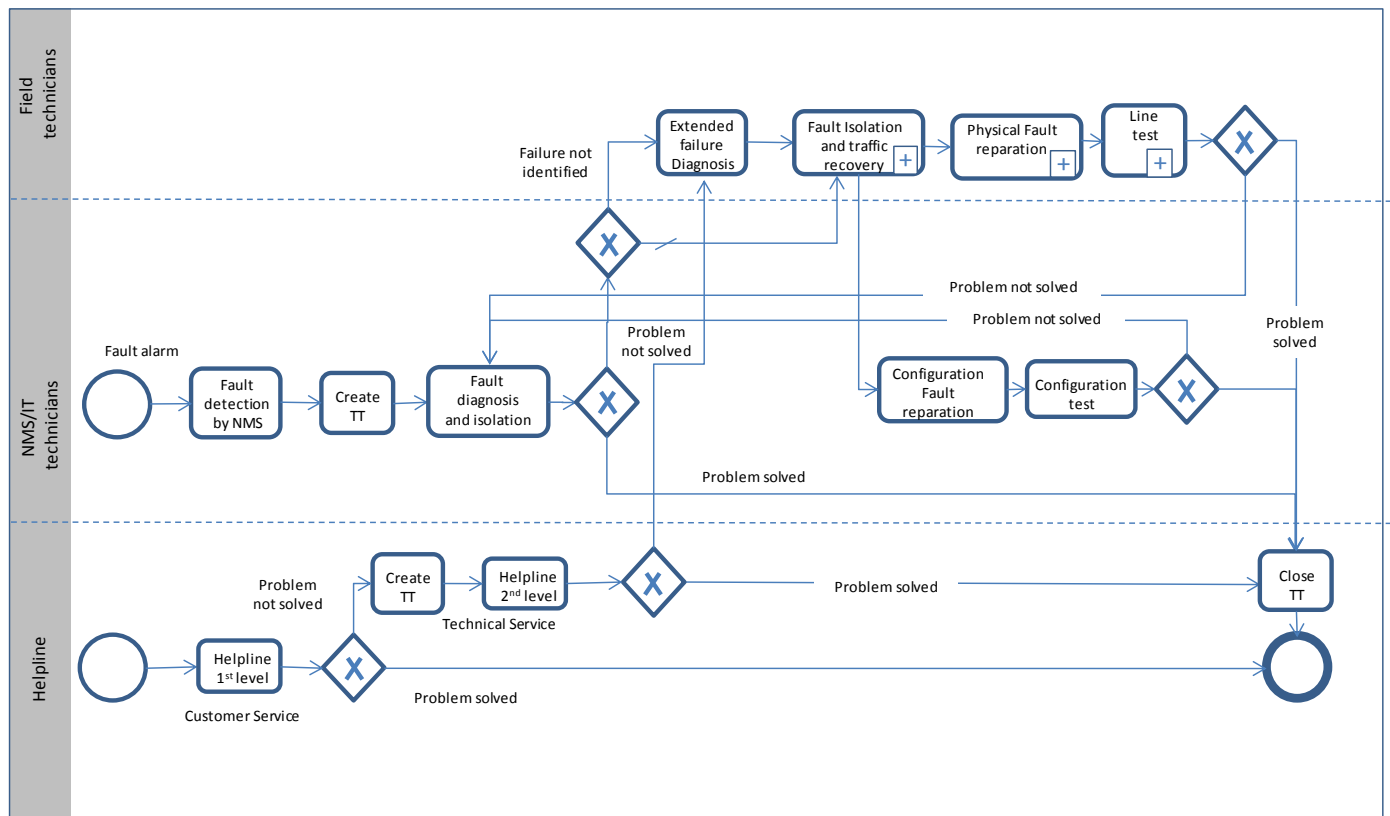 Field
technicians
Extended
failure
Diagnosis
Fault Isolation
and traffic
recovery
+
Physical Fault
reparation
+
Line
test
+
X
Failure not
identified
X
Problem not solved
Problem not solved
Problem
solved
Problem
not solved
NMS/IT
technicians
Fault alarm
Fault
detection
by NMS
Create
TT
Fault
diagnosis
and isolation
X
Configuration
Fault
reparation
Configuration
test
X
Problem solved
Helpline
Problem
not solved
Create
TT
Helpline
2nd level
Technical Service
X
Problem solved
Close
TT
Helpline
1st level
Customer Service
X
Problem solved